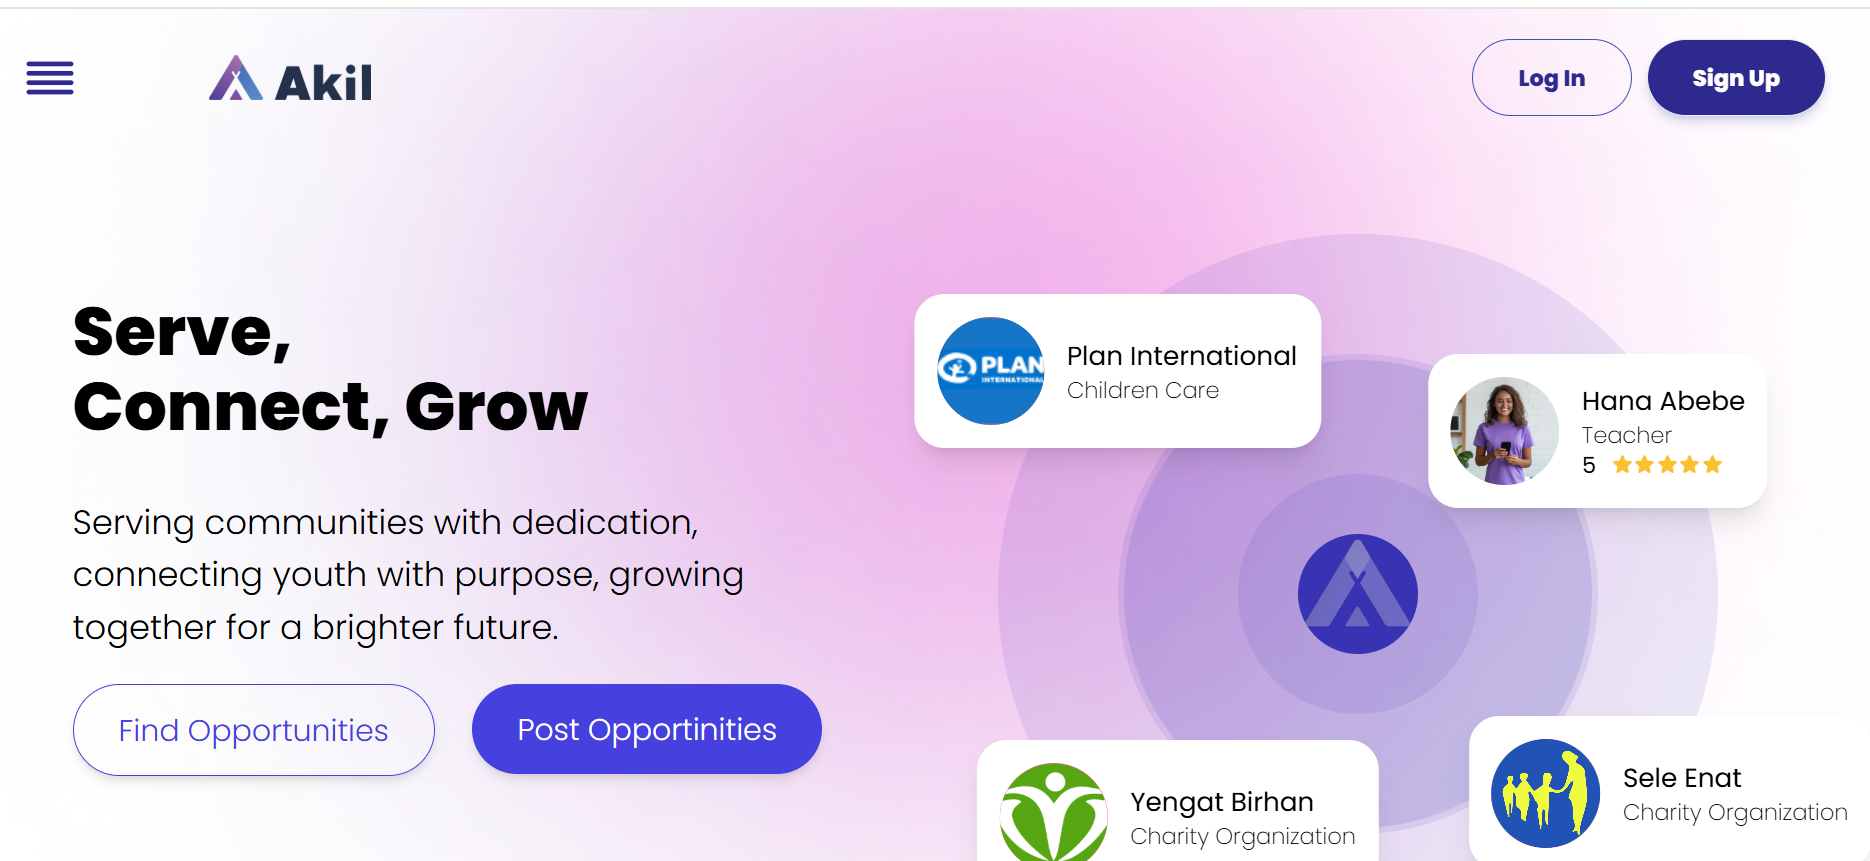 Akil
Log In
Sign Up
Serve,
Connect, Grow
Serving communities with dedication,
connecting youth with purpose, growing
together for a brighter future.
Find Opportunities
Post Opportinities
PLAN
INTERNATIONAL
Plan International
Children Care
Hana Abebe
Teacher
5
Yengat Birhan
Charity Organization
Sele Enat
Charity Organization